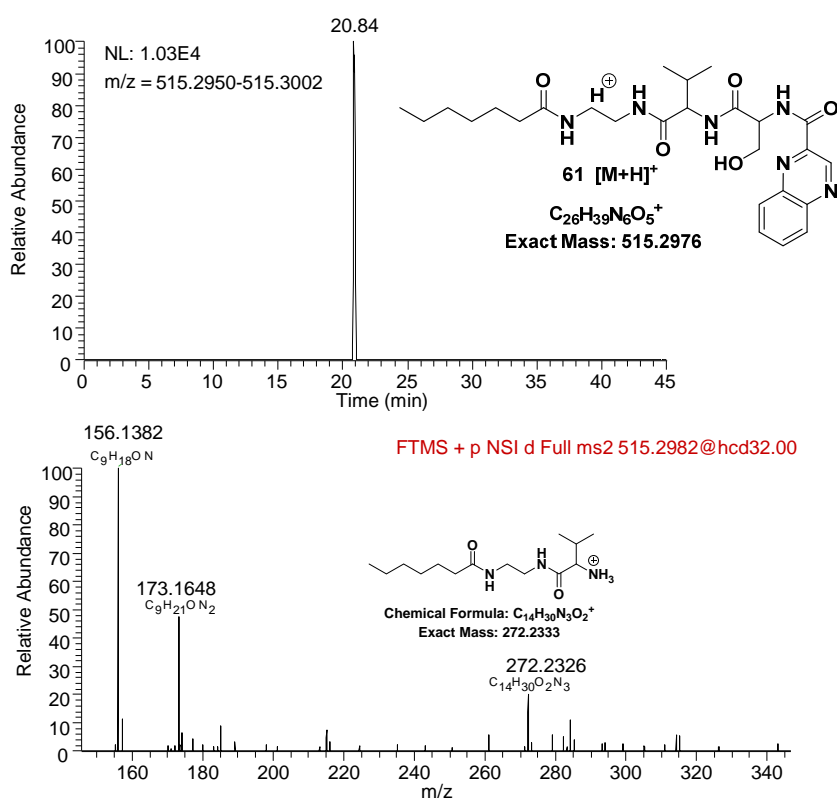 20.84
NL: 1.03E4
m/z = 515.2950-515.3002
Relative Abundance
100
90
80
70
60
50
40
30
20
10
0
0 5 10 15 20 25 30 35 40 45
Time (min)
O
H⊕
H
N
O
N
H
O
N
H
O
H
N
O
HO
N
N
61 [M+H]⁺
C₂₆H₃₉N₆O₅⁺
Exact Mass: 515.2976
FTMS + p NSI d Full ms2 515.2982@hcd32.00
156.1382
C₉H₁₈O N
173.1648
C₉H₂₁O N₂
272.2326
C₁₄H₃₀O₂N₃
O
N
H
H
N
O
⊕
NH₃
Chemical Formula: C₁₄H₃₀N₃O₂⁺
Exact Mass: 272.2333
Relative Abundance
100
90
80
70
60
50
40
30
20
10
0
160 180 200 220 240 260 280 300 320 340
m/z